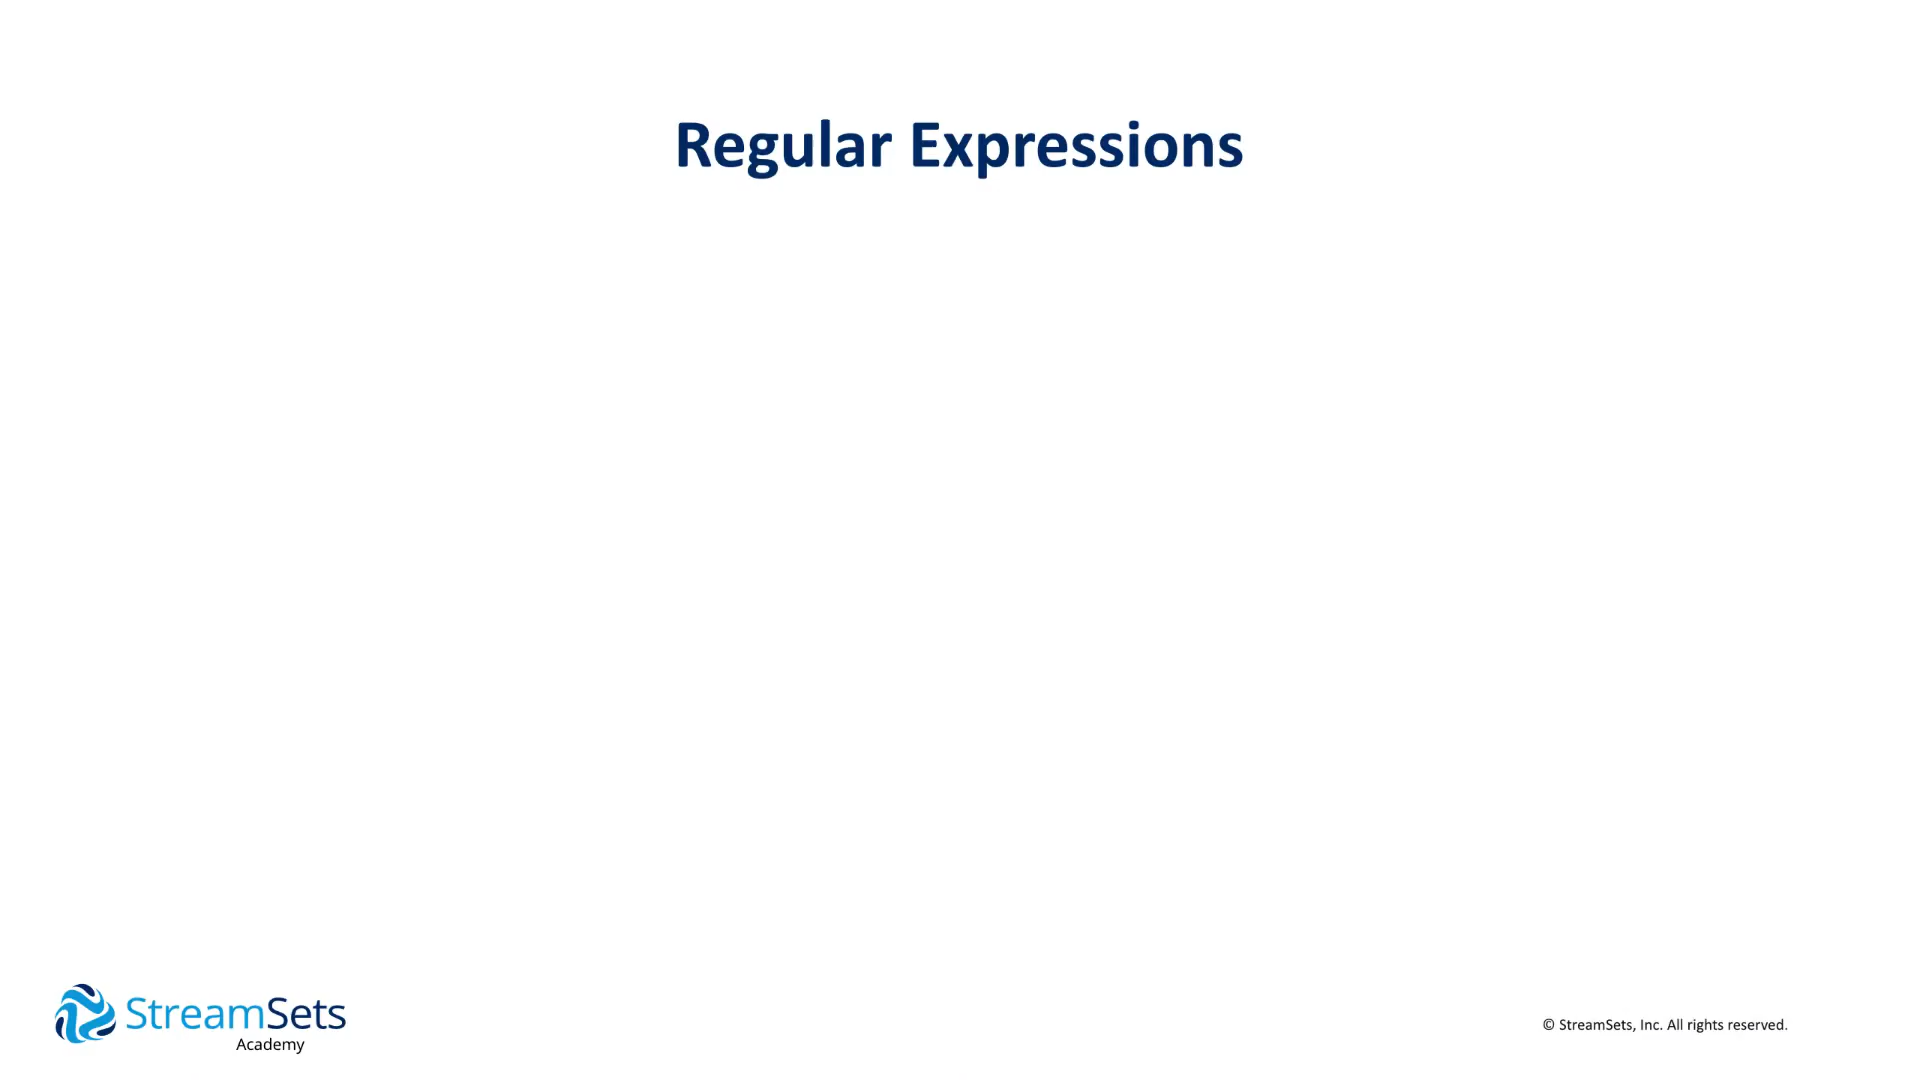 Regular Expressions
StreamSets
Academy
© StreamSets, Inc. All rights reserved.